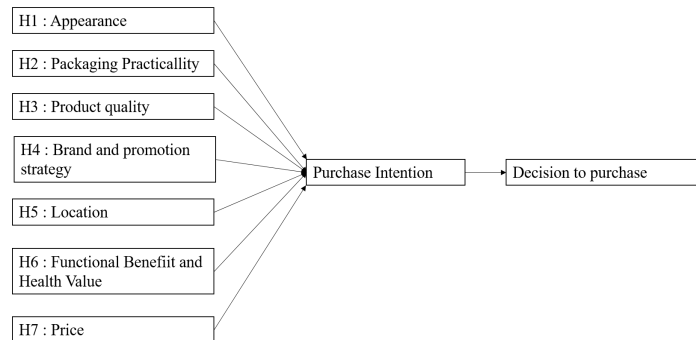 H1 : Appearance
H2 : Packaging Practicallity
H3 : Product quality
H4 : Brand and promotion
strategy
Purchase Intention
Decision to purchase
H5 : Location
H6 : Functional Benefiit and
Health Value
H7 : Price